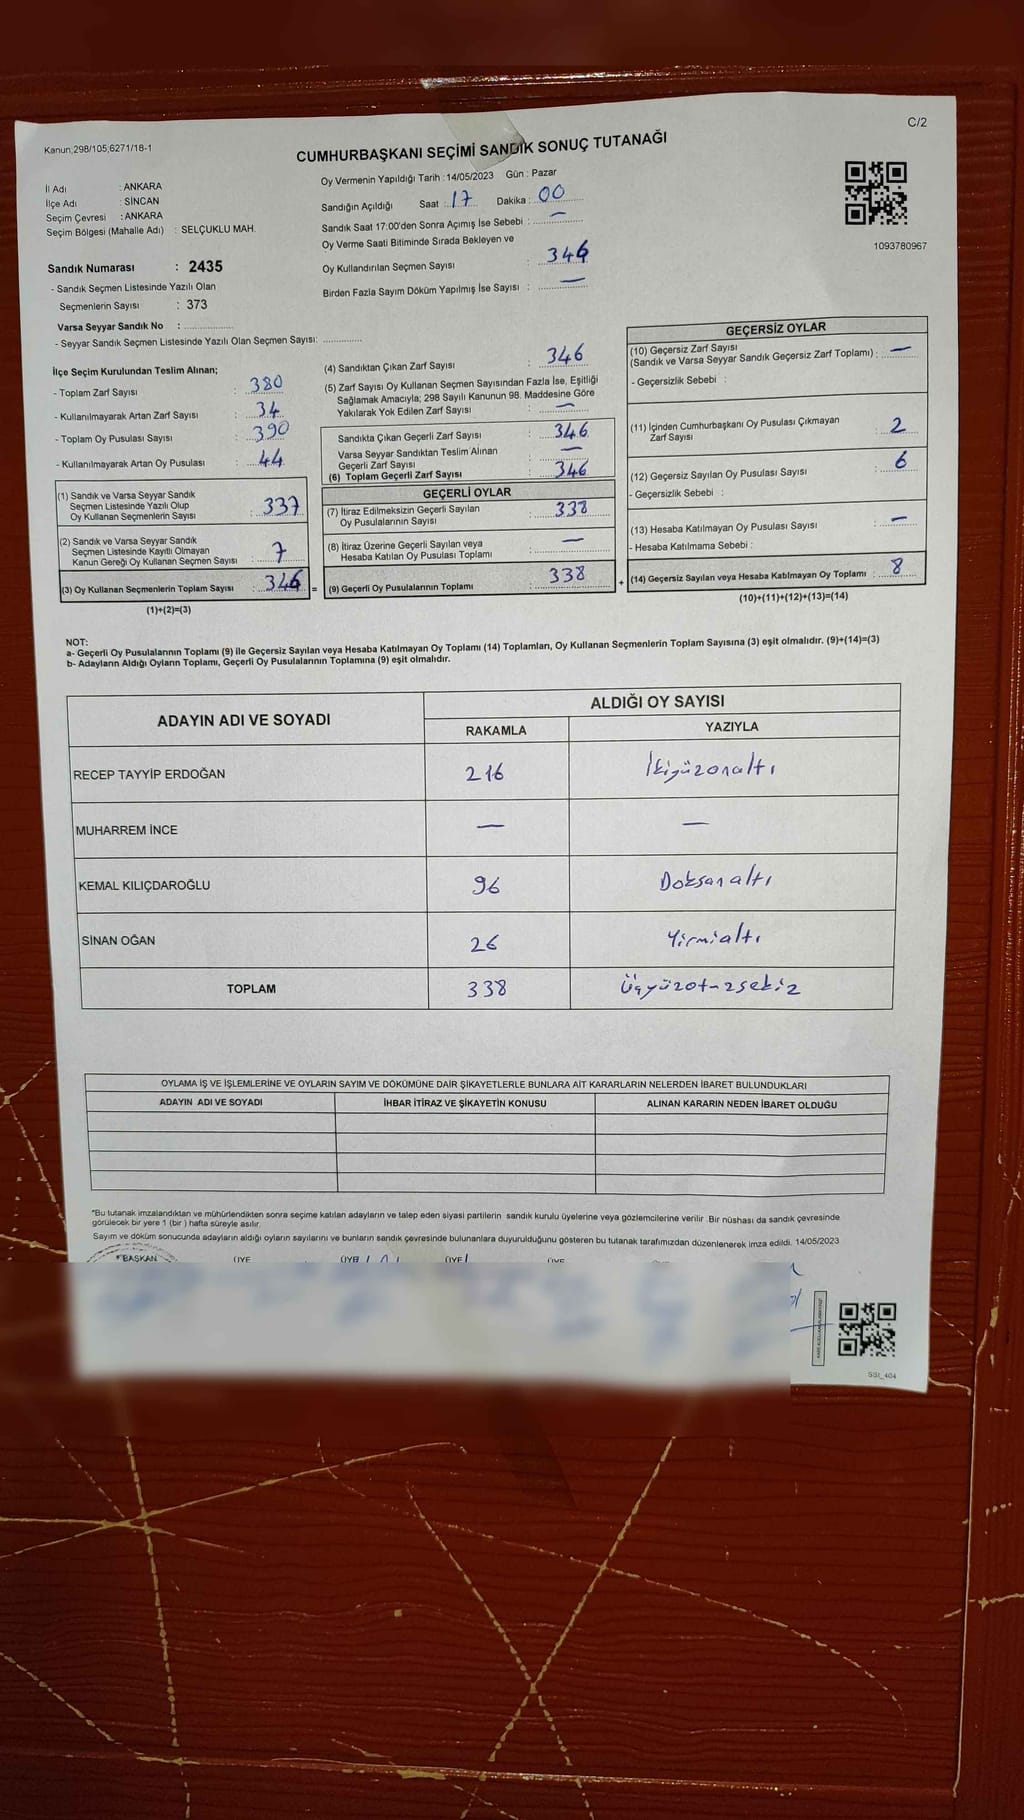 C/2
Kanun,298/105,6271/18-1
CUMHURBAŞKANI SEÇİMİ SANDIK SONUÇ TUTANAĞI
İl Adı : ANKARA
İlçe Adı : SİNCAN
Seçim Çevresi : ANKARA
Seçim Bölgesi (Mahalle Adı) : SELÇUKLU MAH.
Sandık Numarası : 2435
- Sandık Seçmen Listesinde Yazılı Olan
Seçmenlerin Sayısı : 373
Varsa Seyyar Sandık No :
- Seyyar Sandık Seçmen Listesinde Yazılı Olan Seçmen Sayısı:
Oy Vermenin Yapıldığı Tarih :14/05/2023 Gün : Pazar
Sandığın Açıldığı Saat : 17 Dakika : 00
Sandık Saat 17:00'den Sonra Açımış İse Sebebi : —
Oy Verme Saati Bitiminde Sırada Bekleyen ve
Oy Kullandırılan Seçmen Sayısı : 346
Birden Fazla Sayım Döküm Yapılmış İse Sayısı : —
1093780967
İlçe Seçim Kurulundan Teslim Alınan;
- Toplam Zarf Sayısı : 380
- Kullanılmayarak Artan Zarf Sayısı : 34
- Toplam Oy Pusulası Sayısı : 390
- Kullanılmayarak Artan Oy Pusulası : 44
(1) Sandık ve Varsa Seyyar Sandık
Seçmen Listesinde Yazılı Olup
Oy Kullanan Seçmenlerin Sayısı : 337
(2) Sandık ve Varsa Seyyar Sandık
Seçmen Listesinde Kayıtlı Olmayan
Kanun Gereği Oy Kullanan Seçmen Sayısı : 7
(3) Oy Kullanan Seçmenlerin Toplam Sayısı : 346 =
(1)+(2)=(3)
(4) Sandıktan Çıkan Zarf Sayısı : 346
(5) Zarf Sayısı Oy Kullanan Seçmen Sayısından Fazla İse, Eşitliği
Sağlamak Amacıyla; 298 Sayılı Kanunun 98. Maddesine Göre
Yakılarak Yok Edilen Zarf Sayısı : —
Sandıkta Çıkan Geçerli Zarf Sayısı : 346
Varsa Seyyar Sandıktan Teslim Alınan
Geçerli Zarf Sayısı : —
(6) Toplam Geçerli Zarf Sayısı : 346
GEÇERLİ OYLAR
(7) İtiraz Edilmeksizin Geçerli Sayılan
Oy Pusulalarının Sayısı : 338
(8) İtiraz Üzerine Geçerli Sayılan veya
Hesaba Katılan Oy Pusulası Toplamı : —
(9) Geçerli Oy Pusulalarının Toplamı : 338 +
GEÇERSİZ OYLAR
(10) Geçersiz Zarf Sayısı
(Sandık ve Varsa Seyyar Sandık Geçersiz Zarf Toplamı) : —
- Geçersizlik Sebebi :
(11) İçinden Cumhurbaşkanı Oy Pusulası Çıkmayan
Zarf Sayısı : 2
(12) Geçersiz Sayılan Oy Pusulası Sayısı : 6
- Geçersizlik Sebebi :
(13) Hesaba Katılmayan Oy Pusulası Sayısı : —
- Hesaba Katılmama Sebebi :
(14) Geçersiz Sayılan veya Hesaba Katılmayan Oy Toplamı : 8
(10)+(11)+(12)+(13)=(14)
NOT:
a- Geçerli Oy Pusulalarının Toplamı (9) ile Geçersiz Sayılan veya Hesaba Katılmayan Oy Toplamı (14) Toplamları, Oy Kullanan Seçmenlerin Toplam Sayısına (3) eşit olmalıdır. (9)+(14)=(3)
b- Adayların Aldığı Oyların Toplamı, Geçerli Oy Pusulalarının Toplamına (9) eşit olmalıdır.
ADAYIN ADI VE SOYADI ALDIĞI OY SAYISI
RAKAMLA YAZIYLA
RECEP TAYYİP ERDOĞAN 216 İkiyüzonaltı
MUHARREM İNCE — —
KEMAL KILIÇDAROĞLU 96 Doksanaltı
SİNAN OĞAN 26 Yirmialtı
TOPLAM 338 Üçyüzotuzsekiz
OYLAMA İŞ VE İŞLEMLERİNE VE OYLARIN SAYIM VE DÖKÜMÜNE DAİR ŞİKAYETLERLE BUNLARA AİT KARARLARIN NELERDEN İBARET BULUNDUKLARI
ADAYIN ADI VE SOYADI İHBAR İTİRAZ VE ŞİKAYETİN KONUSU ALINAN KARARIN NEDEN İBARET OLDUĞU
*Bu tutanak imzalandıktan ve mühürlendikten sonra seçime katılan adayların ve talep eden siyasi partilerin sandık kurulu üyelerine veya gözlemcilerine verilir .Bir nüshası da sandık çevresinde
görülecek bir yere 1 (bir ) hafta süreyle asılır.
Sayım ve döküm sonucunda adayların aldığı oyların sayılarını ve bunların sandık çevresinde bulunanlara duyurulduğunu gösteren bu tutanak tarafımızdan düzenlenerek imza edildi. 14/05/2023
BAŞKAN ÜYE ÜYE ÜYE ÜYE
SSI_404